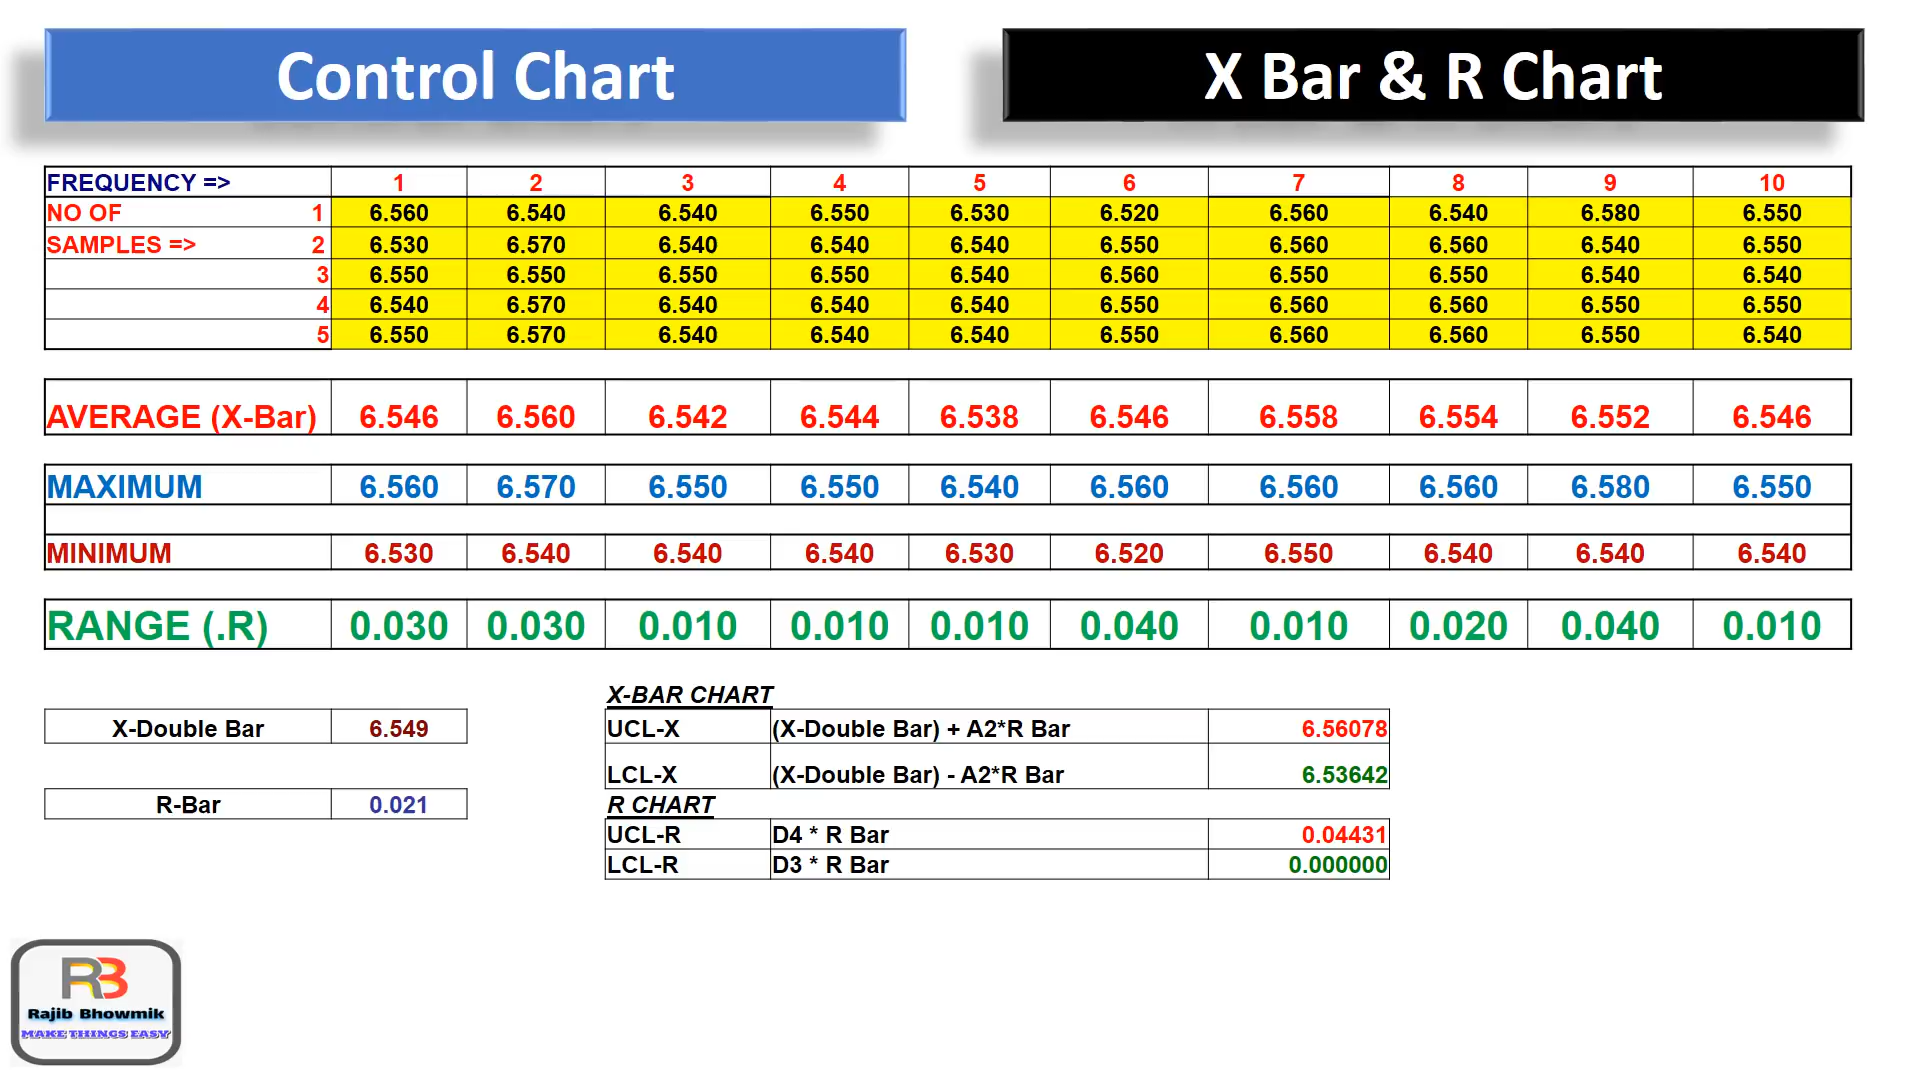 Control Chart
X Bar & R Chart
FREQUENCY => 1 2 3 4 5 6 7 8 9 10
NO OF 1 6.560 6.540 6.540 6.550 6.530 6.520 6.560 6.540 6.580 6.550
SAMPLES => 2 6.530 6.570 6.540 6.540 6.540 6.550 6.560 6.560 6.540 6.550
3 6.550 6.550 6.550 6.550 6.540 6.560 6.550 6.550 6.540 6.540
4 6.540 6.570 6.540 6.540 6.540 6.550 6.560 6.560 6.550 6.550
5 6.550 6.570 6.540 6.540 6.540 6.550 6.560 6.560 6.550 6.540
AVERAGE (X-Bar) 6.546 6.560 6.542 6.544 6.538 6.546 6.558 6.554 6.552 6.546
MAXIMUM 6.560 6.570 6.550 6.550 6.540 6.560 6.560 6.560 6.580 6.550
MINIMUM 6.530 6.540 6.540 6.540 6.530 6.520 6.550 6.540 6.540 6.540
RANGE (.R) 0.030 0.030 0.010 0.010 0.010 0.040 0.010 0.020 0.040 0.010
X-Double Bar 6.549
R-Bar 0.021
X-BAR CHART
UCL-X (X-Double Bar) + A2*R Bar 6.56078
LCL-X (X-Double Bar) - A2*R Bar 6.53642
R CHART
UCL-R D4 * R Bar 0.04431
LCL-R D3 * R Bar 0.000000
RB
Rajib Bhowmik
MAKE THINGS EASY